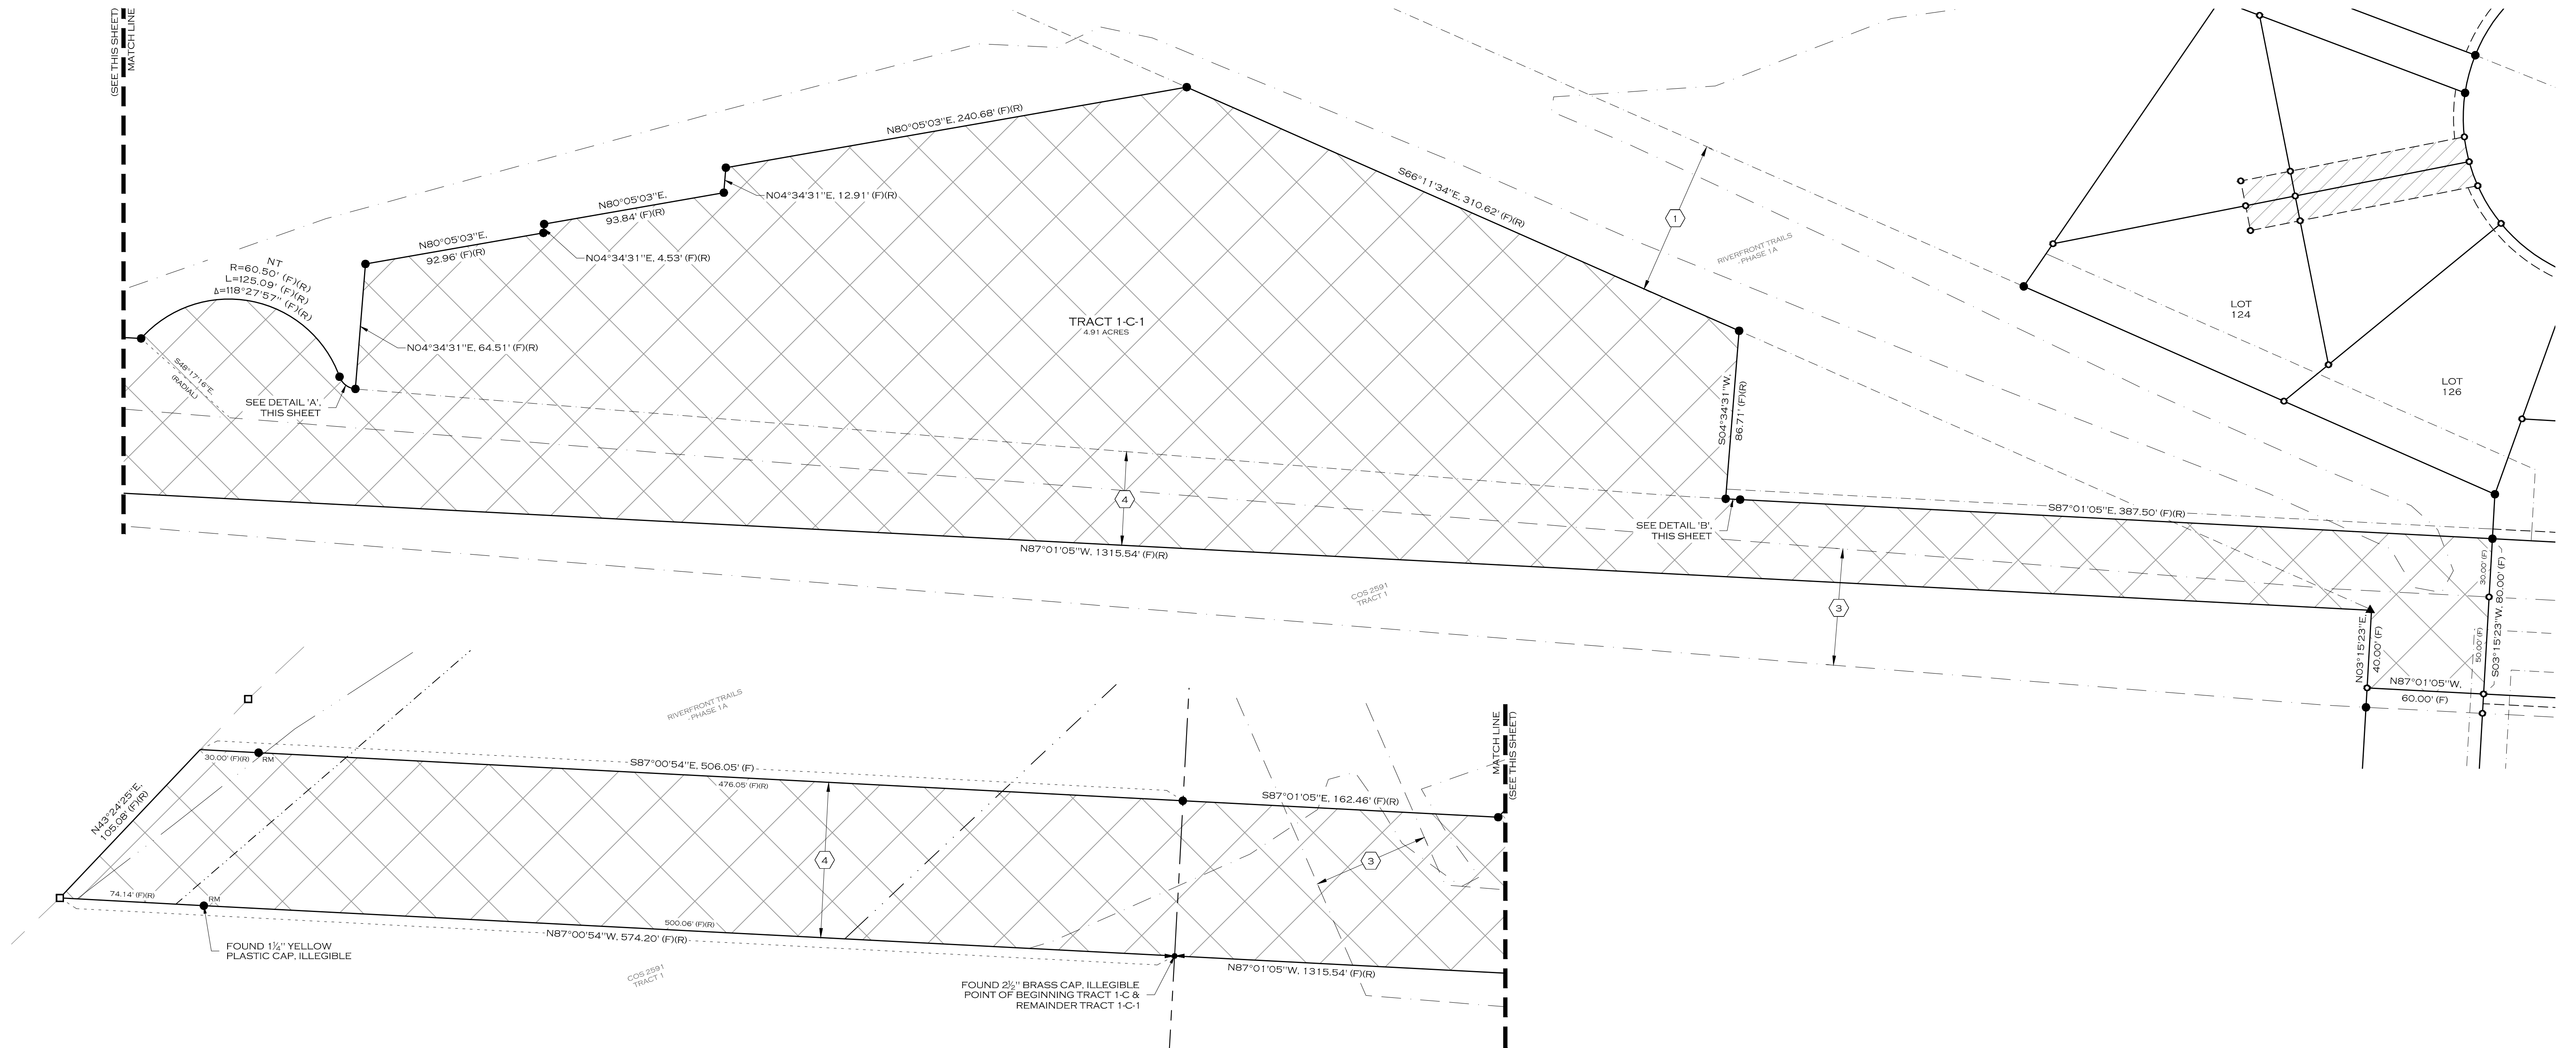 (SEE THIS SHEET)
MATCH LINE
N80°05'03"E, 240.68' (F)(R)
N04°34'31"E, 12.91' (F)(R)
N80°05'03"E,
93.84' (F)(R)
N04°34'31"E, 4.53' (F)(R)
N80°05'03"E,
92.96' (F)(R)
NT
R=60.50' (F)(R)
L=125.09' (F)(R)
Δ=118°27'57" (F)(R)
N04°34'31"E, 64.51' (F)(R)
S48°17'16"E
(RADIAL)
SEE DETAIL 'A',
THIS SHEET
TRACT 1-C-1
4.91 ACRES
S66°11'34"E, 310.62' (F)(R)
1
RIVERFRONT TRAILS
- PHASE 1A
S04°34'31"W,
86.71' (F)(R)
4
SEE DETAIL 'B',
THIS SHEET
S87°01'05"E, 387.50' (F)(R)
N87°01'05"W, 1315.54' (F)(R)
COS 2591
TRACT 1
3
LOT
124
LOT
126
30.00' (F)
50.00' (F)
S03°15'23"W, 80.00' (F)
N03°15'23"E,
40.00' (F)
N87°01'05"W,
60.00' (F)
RIVERFRONT TRAILS
- PHASE 1A
MATCH LINE
(SEE THIS SHEET)
30.00' (F)(R)
RM
S87°00'54"E, 506.05' (F)
476.05' (F)(R)
S87°01'05"E, 162.46' (F)(R)
N43°24'25"E,
105.08' (F)(R)
4
3
74.14' (F)(R)
RM
500.06' (F)(R)
N87°00'54"W, 574.20' (F)(R)
FOUND 1¼" YELLOW
PLASTIC CAP, ILLEGIBLE
COS 2591
TRACT 1
N87°01'05"W, 1315.54' (F)(R)
FOUND 2½" BRASS CAP, ILLEGIBLE
POINT OF BEGINNING TRACT 1-C &
REMAINDER TRACT 1-C-1